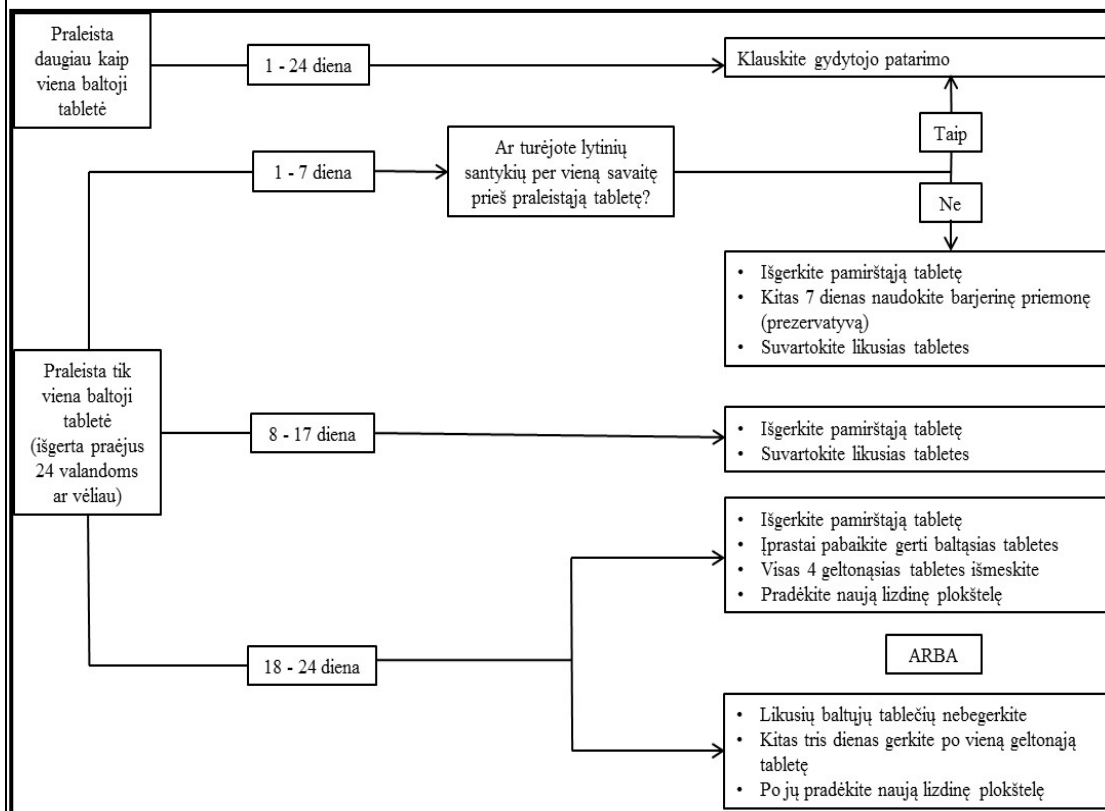 Praleista
daugiau kaip
viena baltoji
tabletė
1 - 24 diena
Klauskite gydytojo patarimo
Taip
1 - 7 diena
Ar turėjote lytinių
santykių per vieną savaitę
prieš praleistąją tabletę?
Ne
• Išgerkite pamirštąją tabletę
• Kitas 7 dienas naudokite barjerinę priemonę
(prezervatyvą)
• Suvartokite likusias tabletes
Praleista tik
viena baltoji
tabletė
(išgerta praėjus
24 valandoms
ar vėliau)
8 - 17 diena
• Išgerkite pamirštąją tabletę
• Suvartokite likusias tabletes
• Išgerkite pamirštąją tabletę
• Įprastai pabaikite gerti baltąsias tabletes
• Visas 4 geltonąsias tabletes išmeskite
• Pradėkite naują lizdinę plokštelę
18 - 24 diena
ARBA
• Likusių baltųjų tablečių nebegerkite
• Kitas tris dienas gerkite po vieną geltonąją
tabletę
• Po jų pradėkite naują lizdinę plokštelę